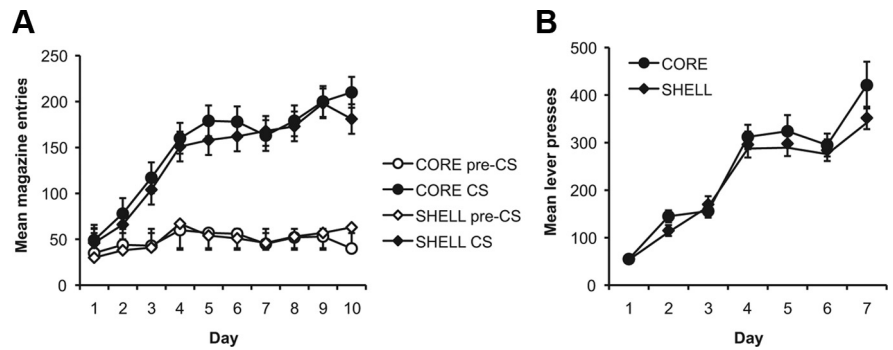 A
Mean magazine entries
250
200
150
100
50
0
1 2 3 4 5 6 7 8 9 10
Day
CORE pre-CS
CORE CS
SHELL pre-CS
SHELL CS
B
Mean lever presses
500
400
300
200
100
0
1 2 3 4 5 6 7
Day
CORE
SHELL